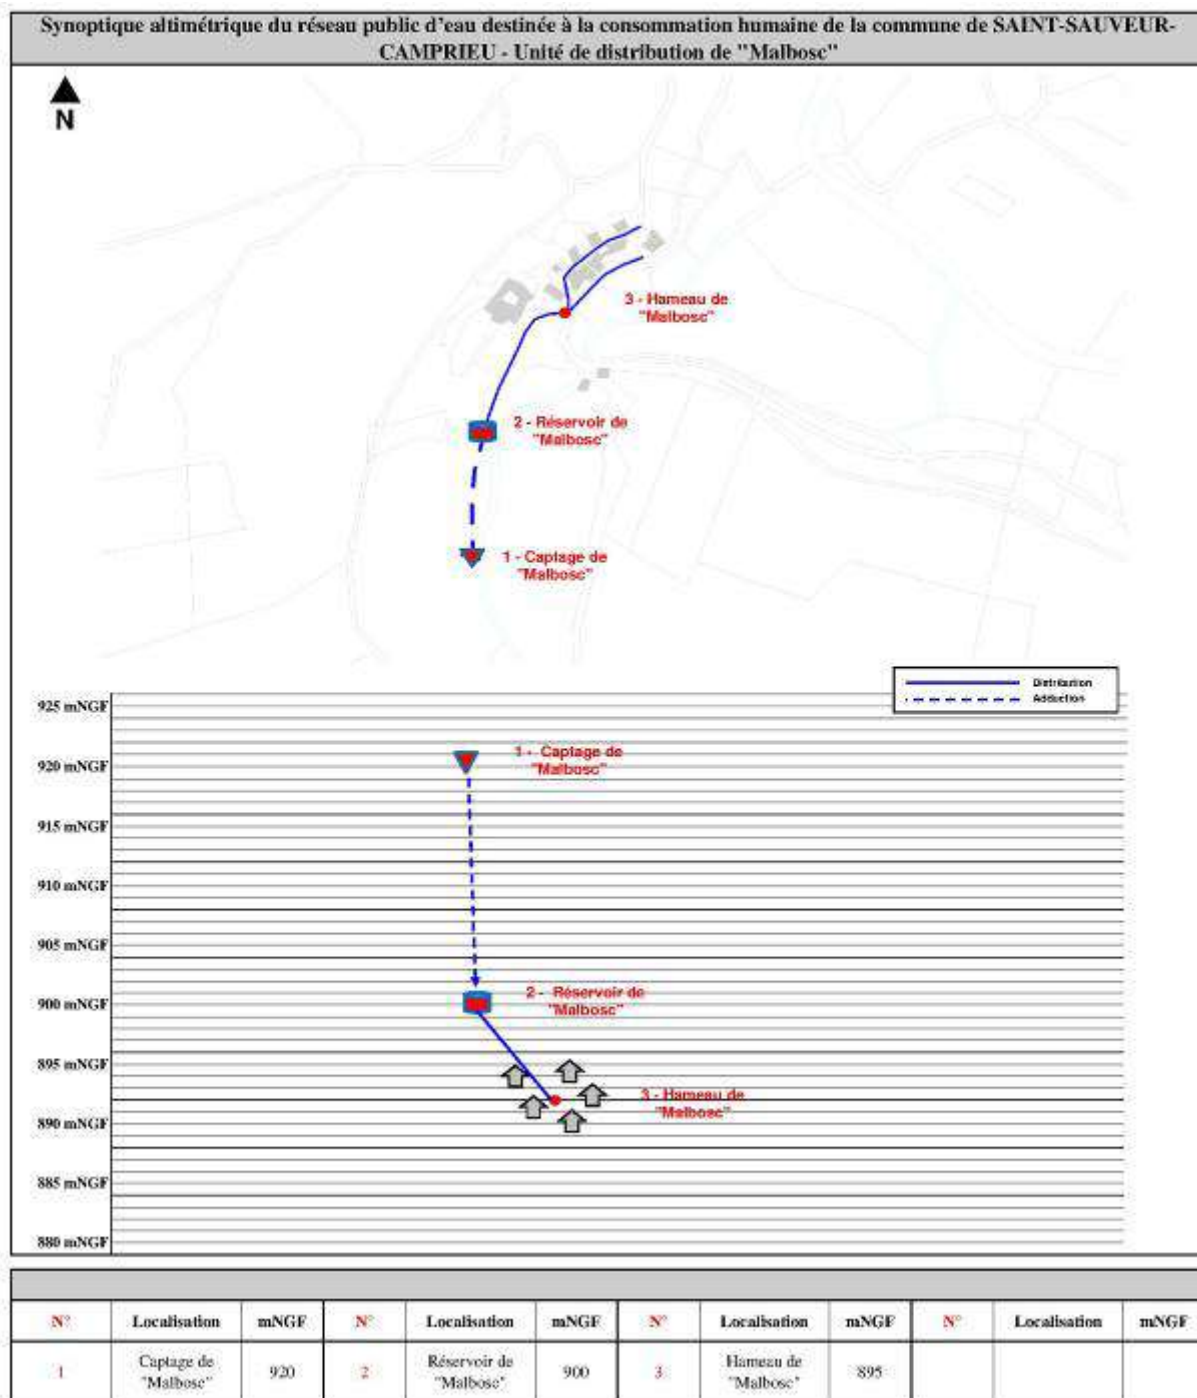 Synoptique altimétrique du réseau public d'eau destinée à la consommation humaine de la commune de SAINT-SAUVEUR-
CAMPRIEU - Unité de distribution de "Malbosc"
N
3 - Hameau de
"Malbosc"
2 - Réservoir de
"Malbosc"
1 - Captage de
"Malbosc"
Distribution
Adduction
925 mNGF
920 mNGF
915 mNGF
910 mNGF
905 mNGF
900 mNGF
895 mNGF
890 mNGF
885 mNGF
880 mNGF
1 - Captage de
"Malbosc"
2 - Réservoir de
"Malbosc"
3 - Hameau de
"Malbosc"
N° Localisation mNGF N° Localisation mNGF N° Localisation mNGF N° Localisation mNGF
1 Captage de "Malbosc" 920 2 Réservoir de "Malbosc" 900 3 Hameau de "Malbosc" 895